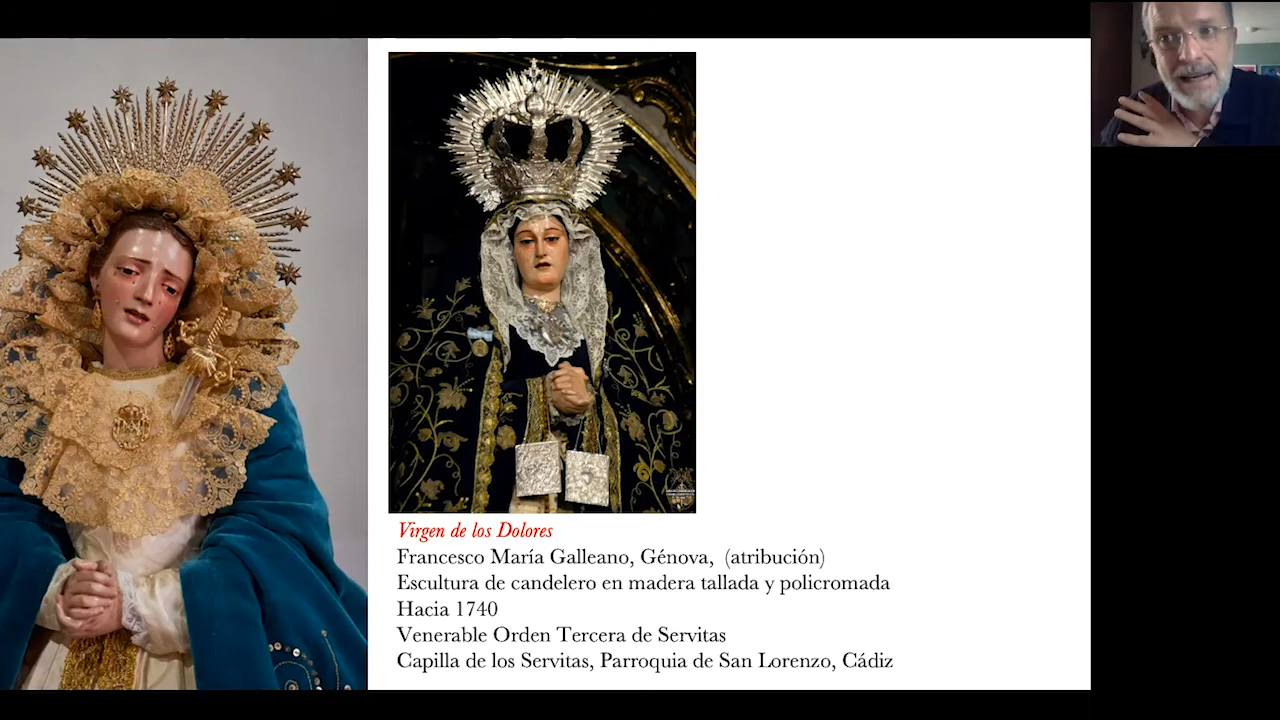 Virgen de los Dolores
Francesco María Galleano, Génova, (atribución)
Escultura de candelero en madera tallada y policromada
Hacia 1740
Venerable Orden Tercera de Servitas
Capilla de los Servitas, Parroquia de San Lorenzo, Cádiz